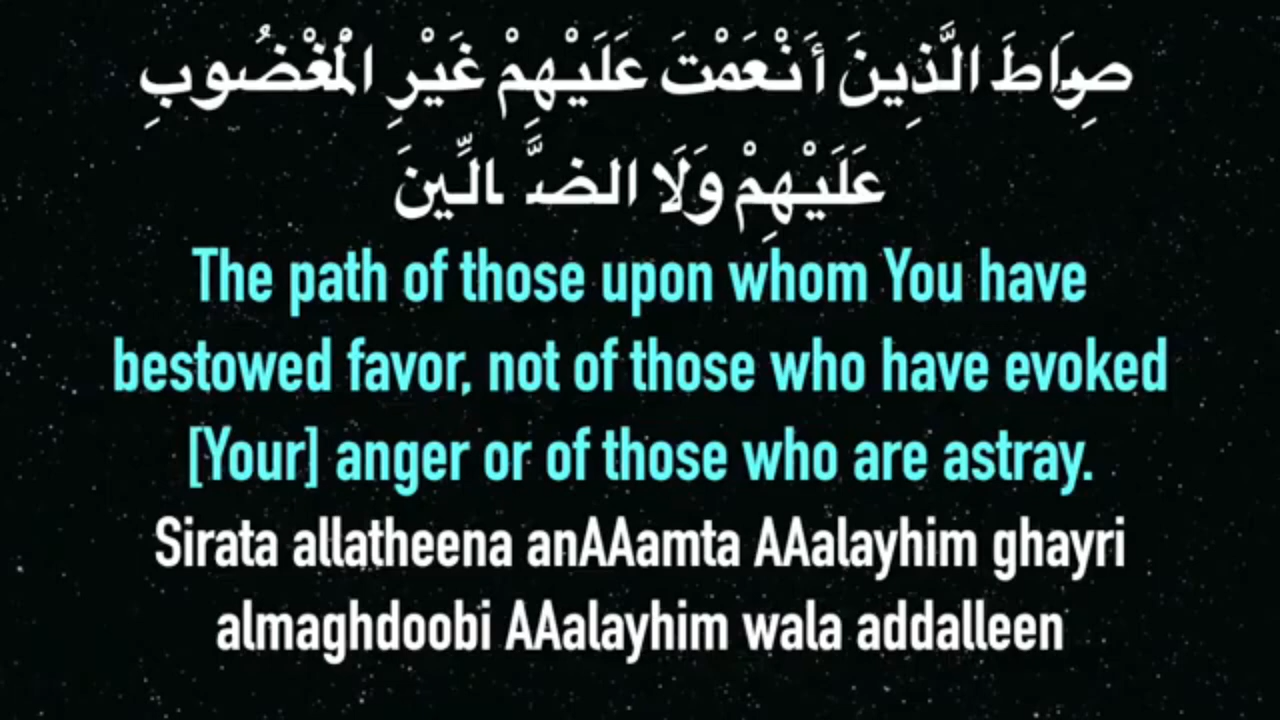 صِرَاطَ الَّذِينَ أَنْعَمْتَ عَلَيْهِمْ غَيْرِ الْمَغْضُوبِ
عَلَيْهِمْ وَلَا الضَّالِّينَ
The path of those upon whom You have
bestowed favor, not of those who have evoked
[Your] anger or of those who are astray.
Sirata allatheena anAAamta AAalayhim ghayri
almaghdoobi AAalayhim wala addalleen